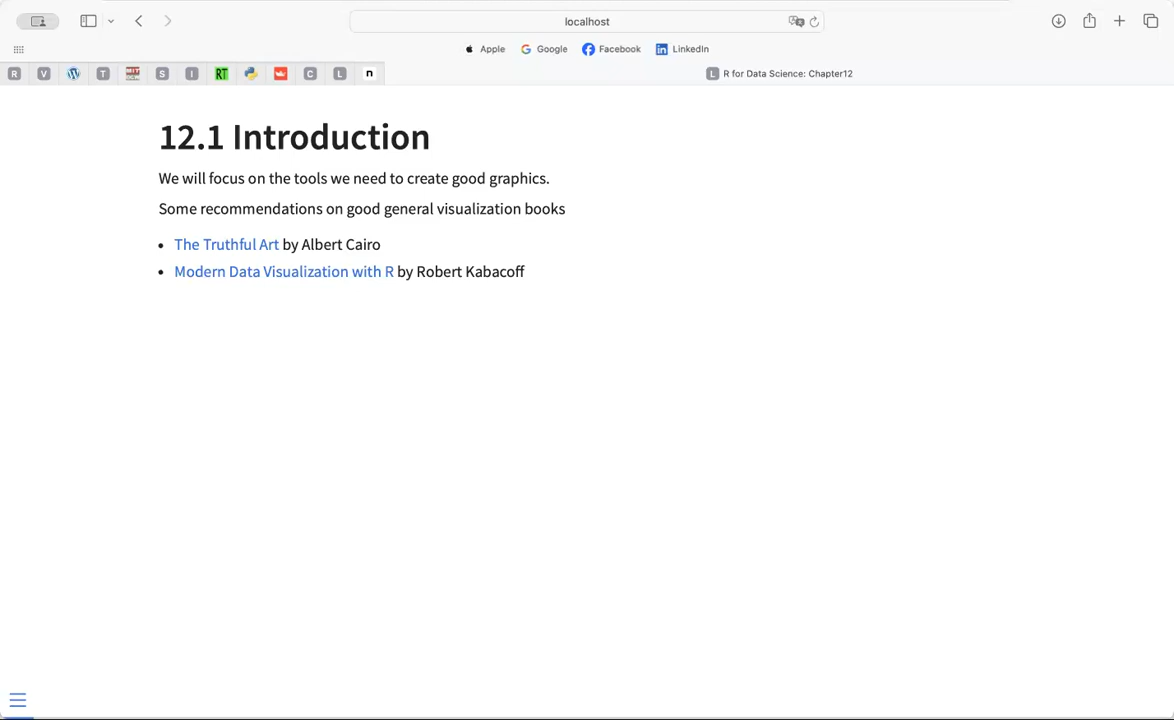 localhost
Apple Google Facebook LinkedIn
R V T S I RT C L n L R for Data Science: Chapter12
12.1 Introduction
We will focus on the tools we need to create good graphics.
Some recommendations on good general visualization books
• The Truthful Art by Albert Cairo
• Modern Data Visualization with R by Robert Kabacoff